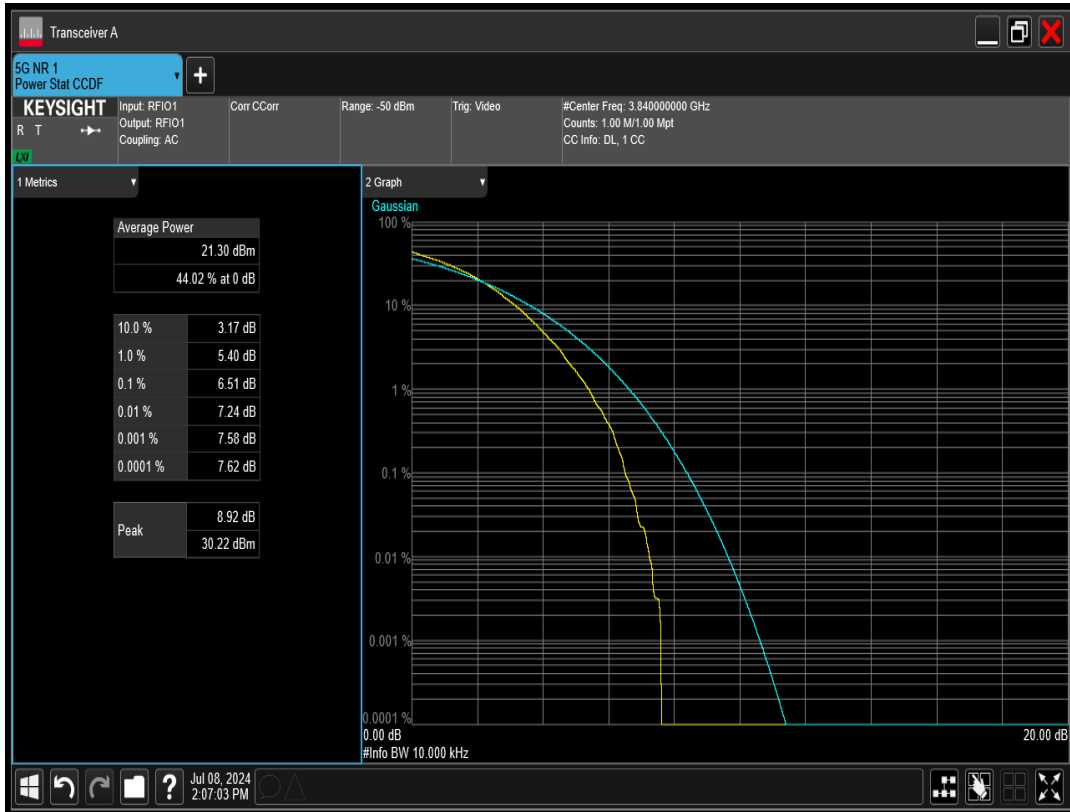 Transceiver A
5G NR 1
Power Stat CCDF
+
KEYSIGHT
R T
LXI
Input: RFIO1
Output: RFIO1
Coupling: AC
Corr CCorr
Range: -50 dBm
Trig: Video
#Center Freq: 3.840000000 GHz
Counts: 1.00 M/1.00 Mpt
CC Info: DL, 1 CC
1 Metrics
Average Power
21.30 dBm
44.02 % at 0 dB
10.0 % 3.17 dB
1.0 % 5.40 dB
0.1 % 6.51 dB
0.01 % 7.24 dB
0.001 % 7.58 dB
0.0001 % 7.62 dB
Peak
8.92 dB
30.22 dBm
2 Graph
Gaussian
100 %
10 %
1 %
0.1 %
0.01 %
0.001 %
0.0001 %
0.00 dB 20.00 dB
#Info BW 10.000 kHz
?
Jul 08, 2024
2:07:03 PM